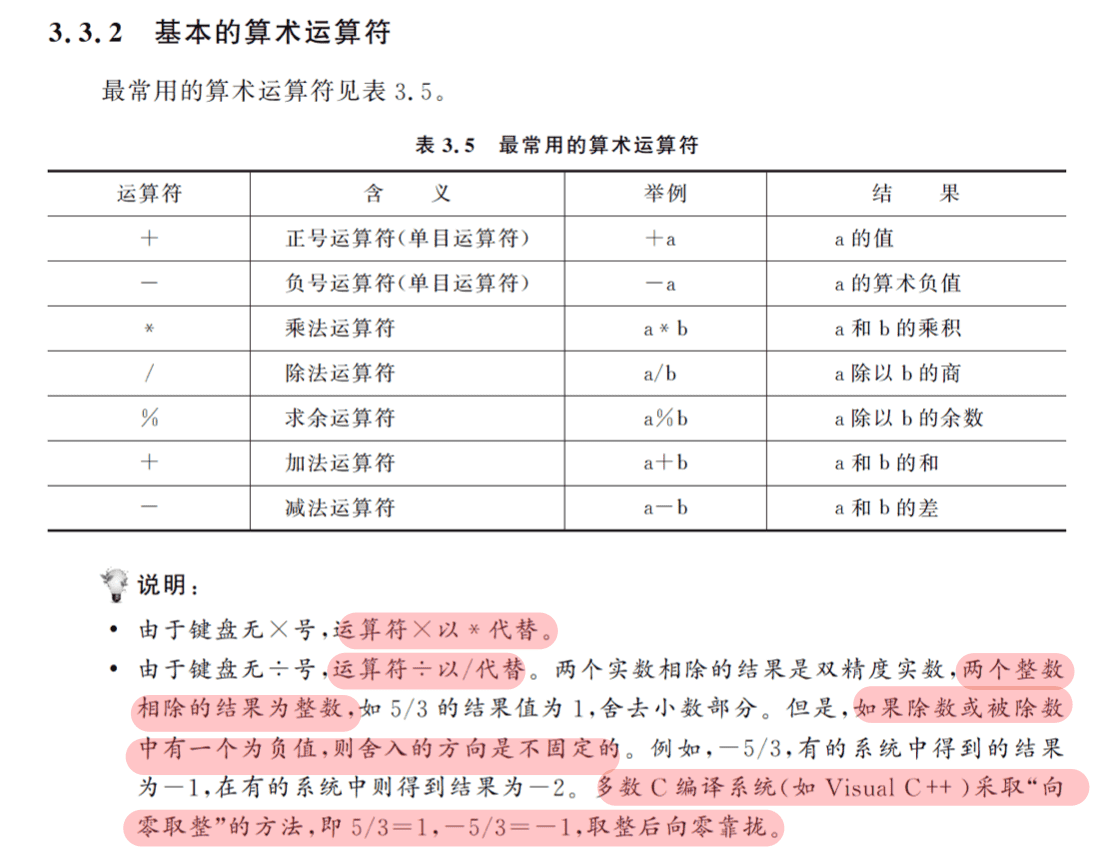 3.3.2 基本的算术运算符
最常用的算术运算符见表 3.5。
表 3.5 最常用的算术运算符
运算符 含 义 举例 结 果
+ 正号运算符(单目运算符) +a a 的值
- 负号运算符(单目运算符) -a a 的算术负值
* 乘法运算符 a * b a 和 b 的乘积
/ 除法运算符 a/b a 除以 b 的商
% 求余运算符 a%b a 除以 b 的余数
+ 加法运算符 a+b a 和 b 的和
- 减法运算符 a-b a 和 b 的差
说明:
• 由于键盘无×号,运算符×以 * 代替。
• 由于键盘无÷号,运算符÷以/代替。两个实数相除的结果是双精度实数,两个整数
相除的结果为整数,如 5/3 的结果值为 1,舍去小数部分。但是,如果除数或被除数
中有一个为负值,则舍入的方向是不固定的。例如,-5/3,有的系统中得到的结果
为-1,在有的系统中则得到结果为-2。多数 C 编译系统(如 Visual C++)采取“向
零取整”的方法,即 5/3=1,-5/3=-1,取整后向零靠拢。